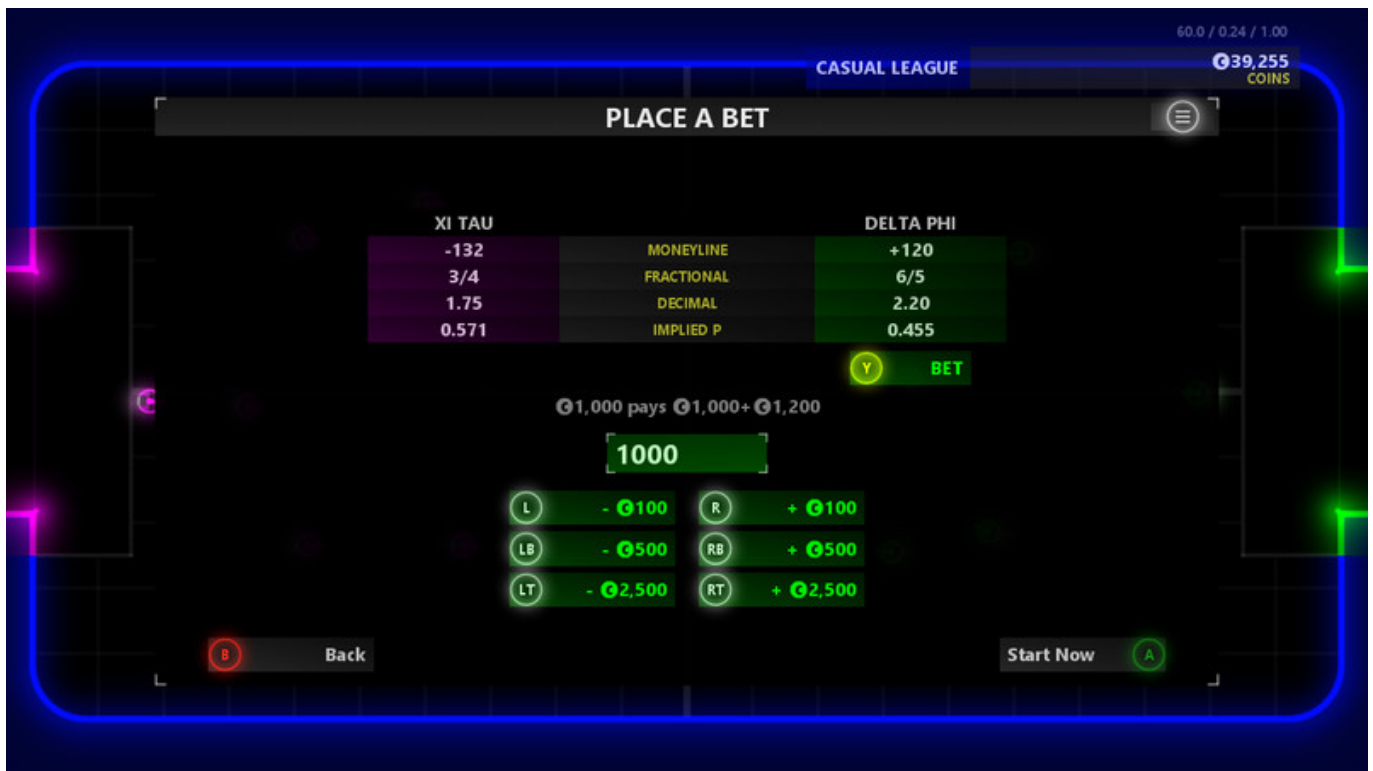 60.0 / 0.24 / 1.00
CASUAL LEAGUE 39,255
COINS
PLACE A BET
XI TAU DELTA PHI
-132 MONEYLINE +120
3/4 FRACTIONAL 6/5
1.75 DECIMAL 2.20
0.571 IMPLIED P 0.455
Y BET
1,000 pays 1,000+ 1,200
1000
L - 100 R + 100
LB - 500 RB + 500
LT - 2,500 RT + 2,500
B Back Start Now A